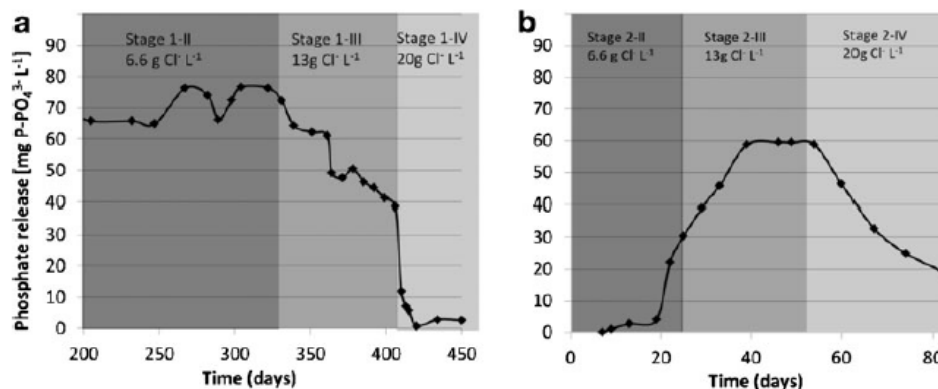 a
b
Stage 1-II
6.6 g Cl⁻ L⁻¹
Stage 1-III
13g Cl⁻ L⁻¹
Stage 1-IV
20g Cl⁻ L⁻¹
Stage 2-II
6.6 g Cl⁻ L⁻¹
Stage 2-III
13g Cl⁻ L⁻¹
Stage 2-IV
20g Cl⁻ L⁻¹
Phosphate release [mg P-PO₄³⁻ L⁻¹]
90
80
70
60
50
40
30
20
10
0
200 250 300 350 400 450
Time (days)
90
80
70
60
50
40
30
20
10
0
0 20 40 60 80
Time (days)